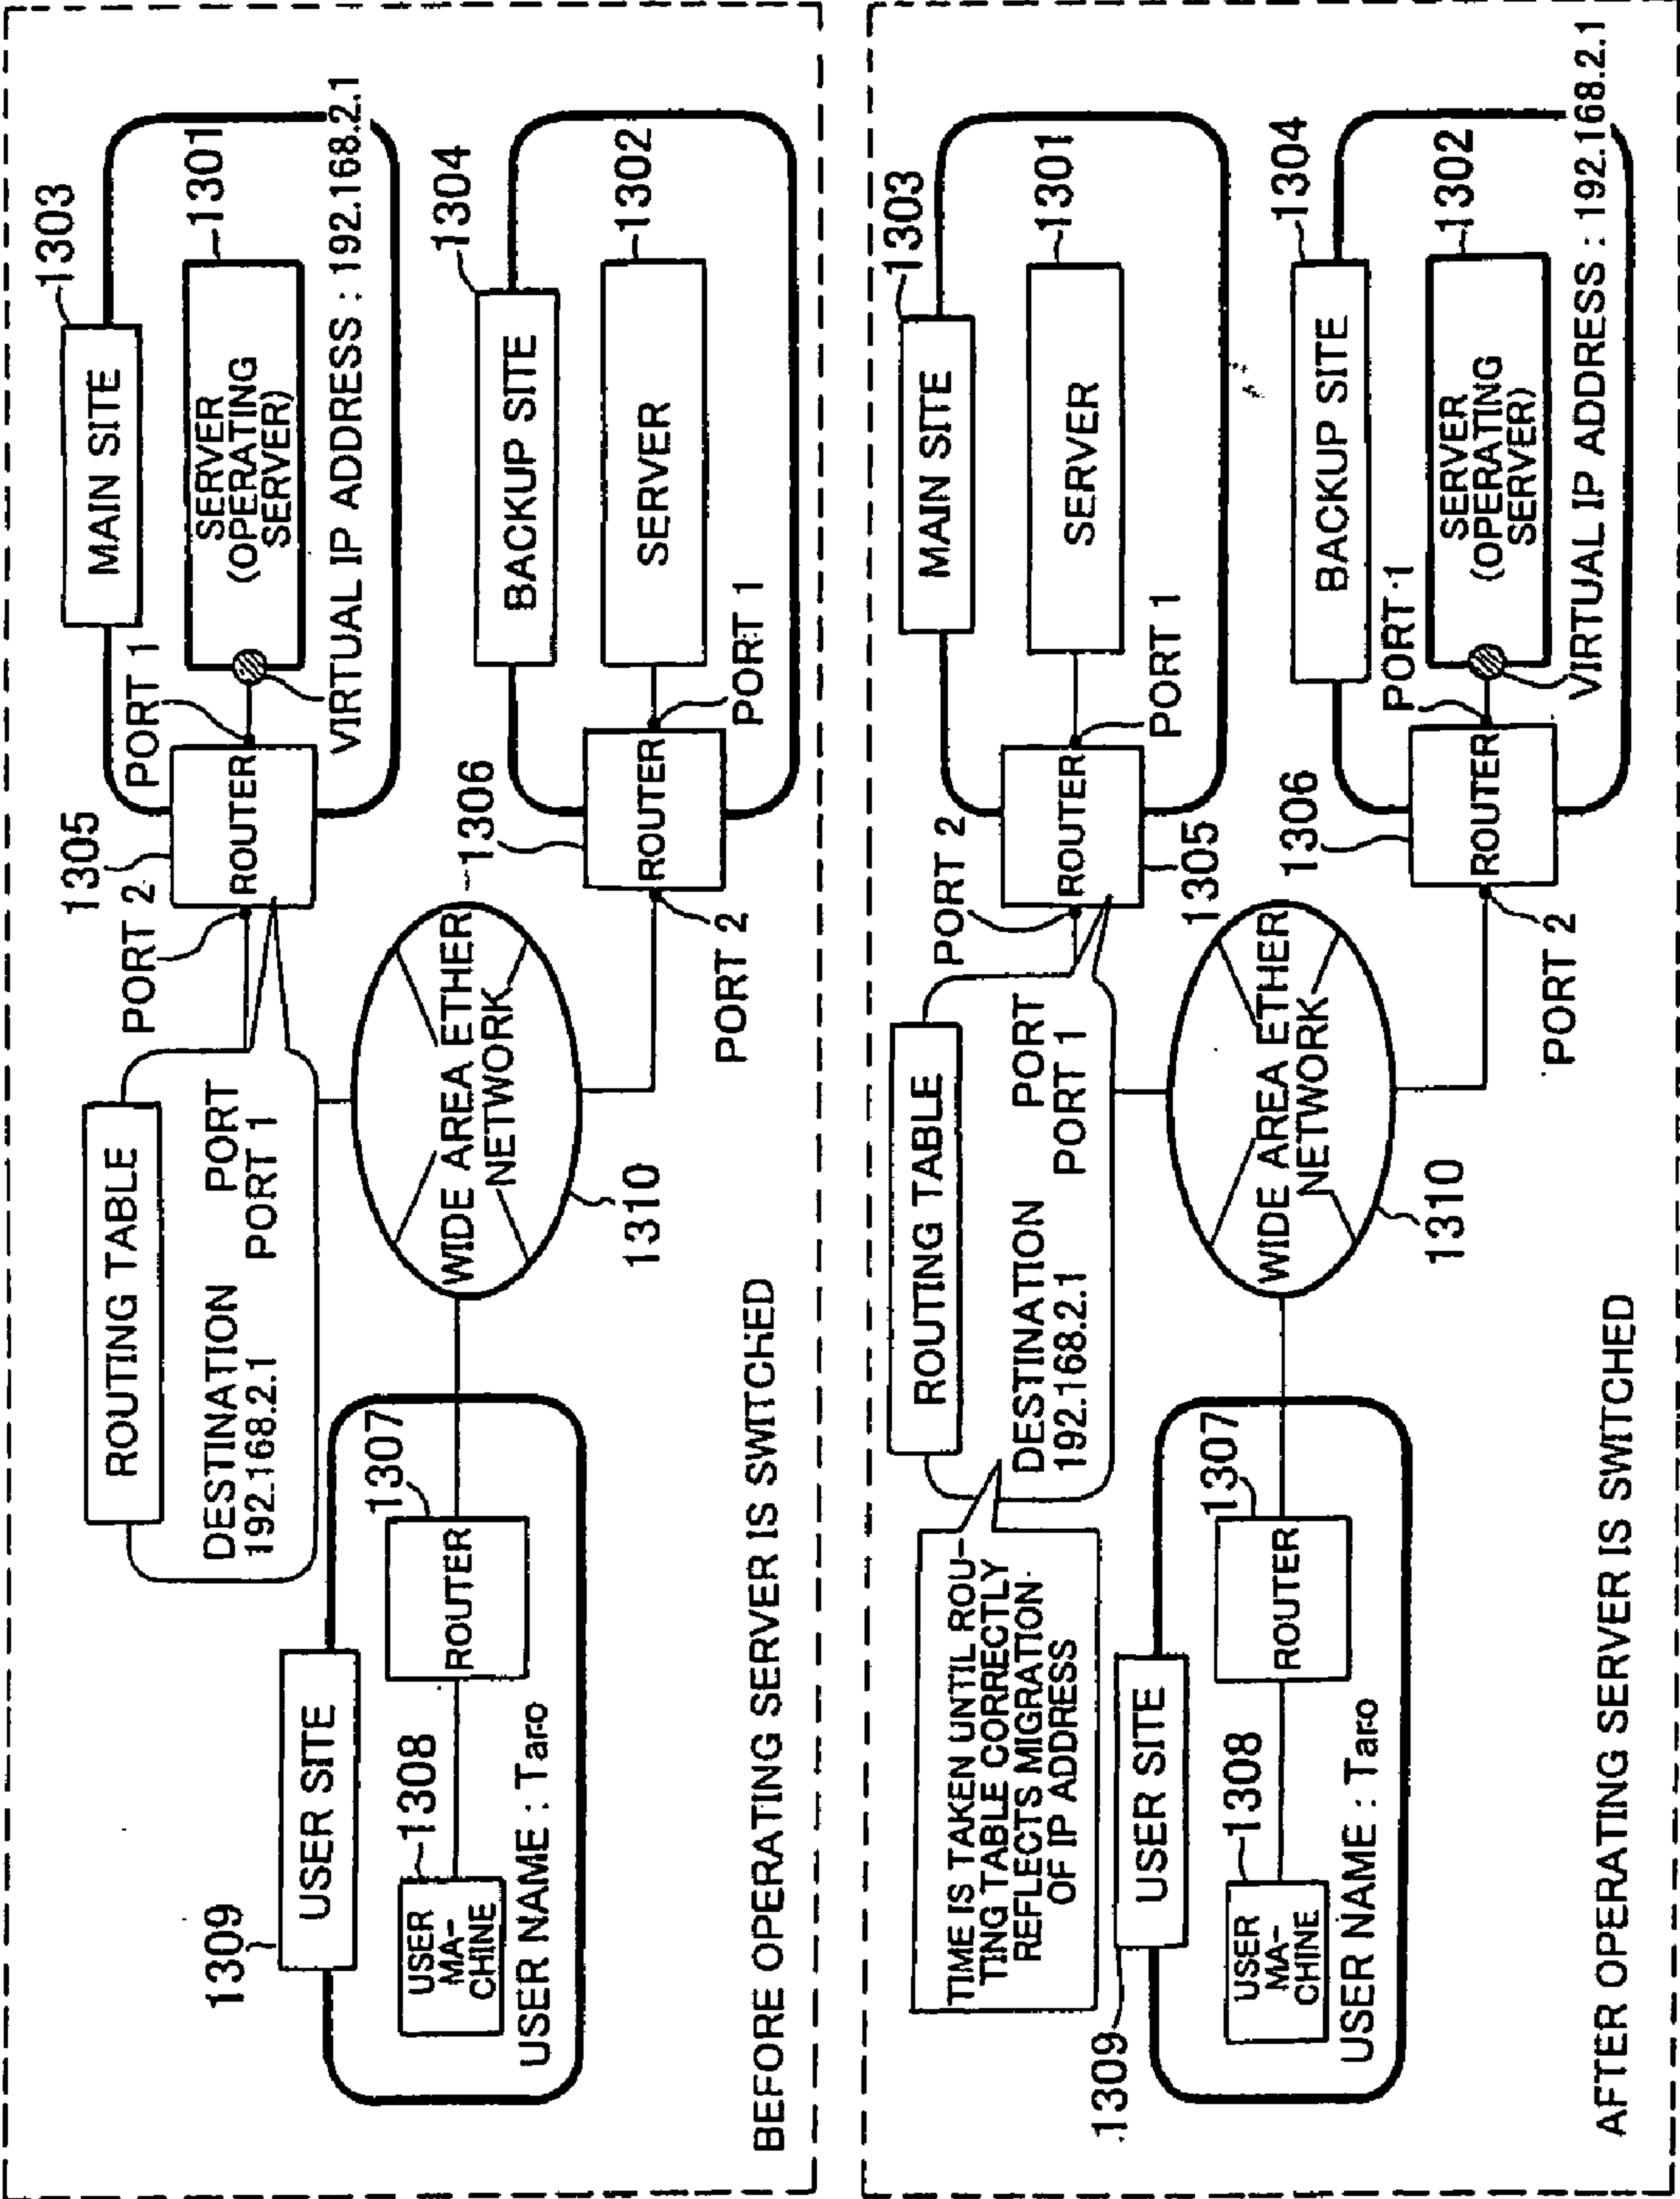 1303
MAIN SITE
1301
SERVER
(OPERATING
SERVER)
VIRTUAL IP ADDRESS : 192.168.2.1
PORT 1
1305
ROUTER
PORT 2
ROUTING TABLE
DESTINATION PORT
192.168.2.1 PORT 1
1304
BACKUP SITE
1302
SERVER
PORT 1
1306
ROUTER
PORT 2
WIDE AREA ETHER
NETWORK
1310
1309
USER SITE
1307
ROUTER
1308
USER
MA-
CHINE
USER NAME : Taro
BEFORE OPERATING SERVER IS SWITCHED
1303
MAIN SITE
1301
SERVER
PORT 1
ROUTER
1305
PORT 2
ROUTING TABLE
DESTINATION PORT
192.168.2.1 PORT 1
TIME IS TAKEN UNTIL ROU-
TING TABLE CORRECTLY
REFLECTS MIGRATION
OF IP ADDRESS
1304
BACKUP SITE
1302
SERVER
(OPERATING
SERVER)
VIRTUAL IP ADDRESS : 192.168.2.1
PORT 1
1306
ROUTER
PORT 2
WIDE AREA ETHER
NETWORK
1310
1309
USER SITE
1307
ROUTER
1308
USER
MA-
CHINE
USER NAME : Taro
AFTER OPERATING SERVER IS SWITCHED